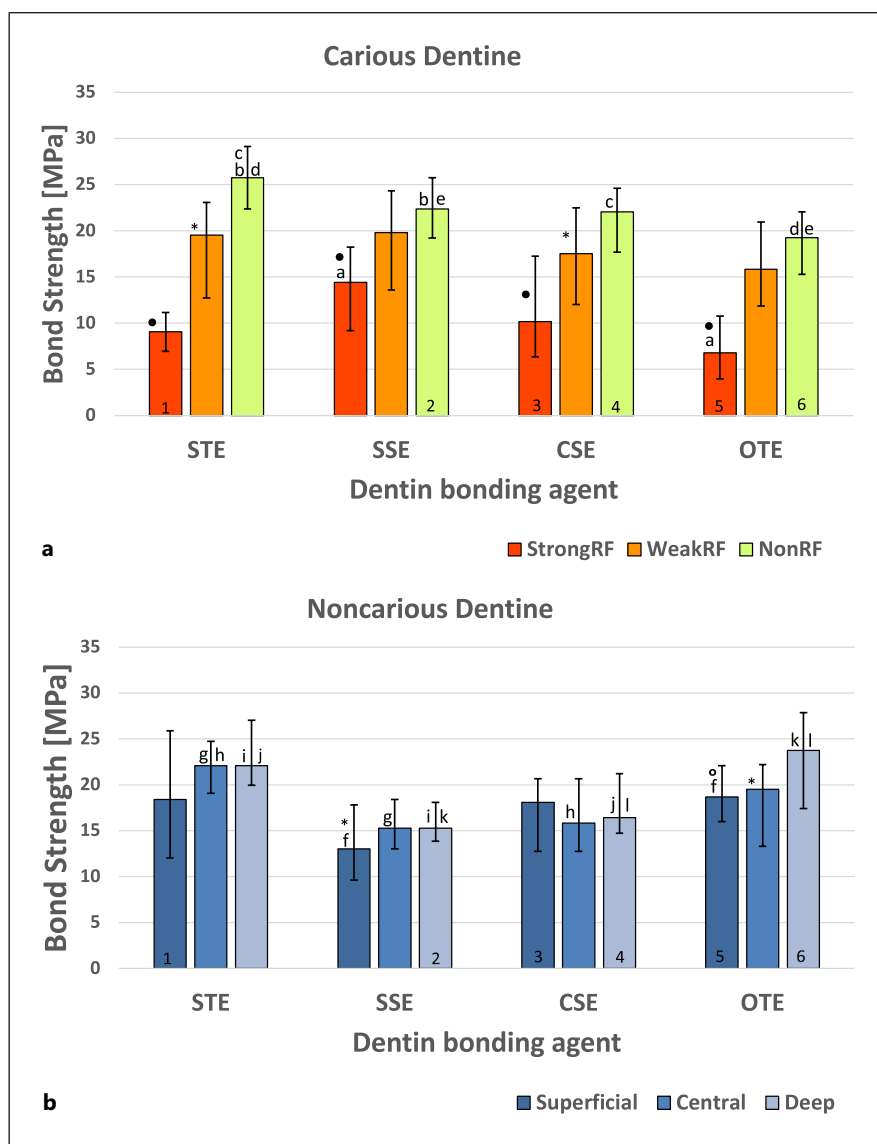 Carious Dentine
Bond Strength [MPa]
35
30
25
20
15
10
5
0
c
b d
*
●
1
b e
●
a
2
c
*
●
3
4
d e
●
a
5
6
STE SSE CSE OTE
Dentin bonding agent
a
StrongRF WeakRF NonRF
Noncarious Dentine
Bond Strength [MPa]
35
30
25
20
15
10
5
0
g h i j
1
*
f
g i k
2
h j l
3
4
k l
°
f
*
5
6
STE SSE CSE OTE
Dentin bonding agent
b
Superficial Central Deep